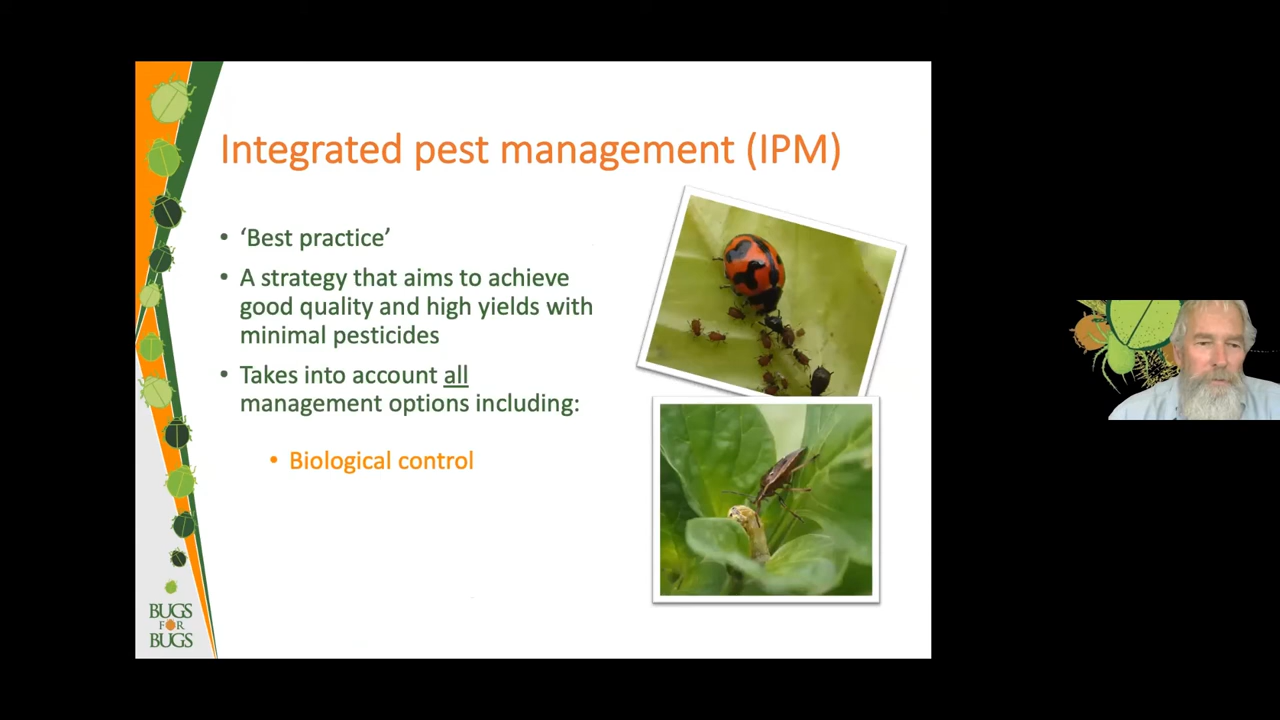 Integrated pest management (IPM)
• ‘Best practice’
• A strategy that aims to achieve
good quality and high yields with
minimal pesticides
• Takes into account all
management options including:
• Biological control
BUGS
FOR
BUGS